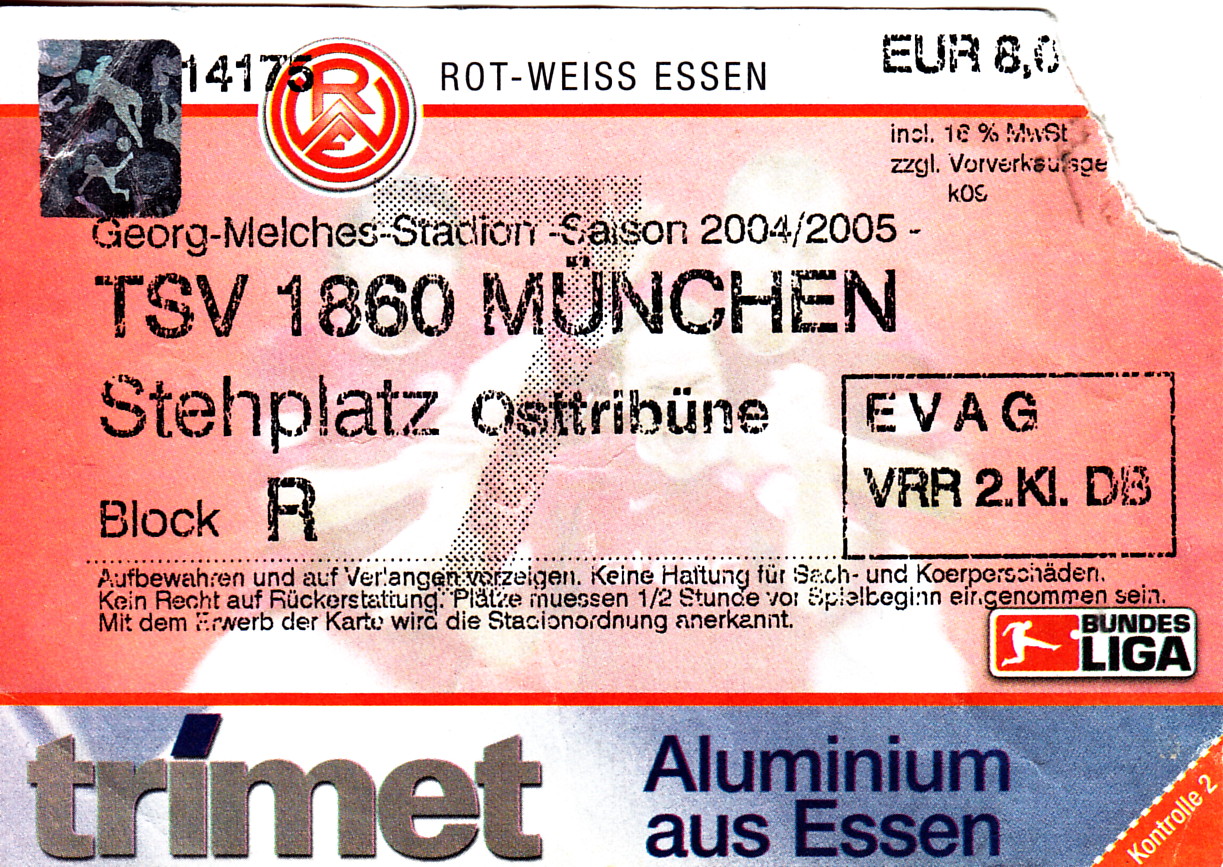 14175
ROT-WEISS ESSEN
EUR 8,0
RWE
incl. 16 % MwSt
zzgl. Vorverkaufsge
kos
Georg-Melches-Stadion -Saison 2004/2005 -
TSV 1860 MÜNCHEN
Stehplatz Osttribüne
EVAG
VRR 2.Kl. DB
Block R
7
Aufbewahren und auf Verlangen vorzeigen. Keine Haftung für Sach- und Koerperschäden.
Kein Recht auf Rückerstattung. Plätze muessen 1/2 Stunde vor Spielbeginn eingenommen sein.
Mit dem Erwerb der Karte wird die Stadionordnung anerkannt.
BUNDES
LIGA
trimet
Aluminium
aus Essen
Kontrolle 2